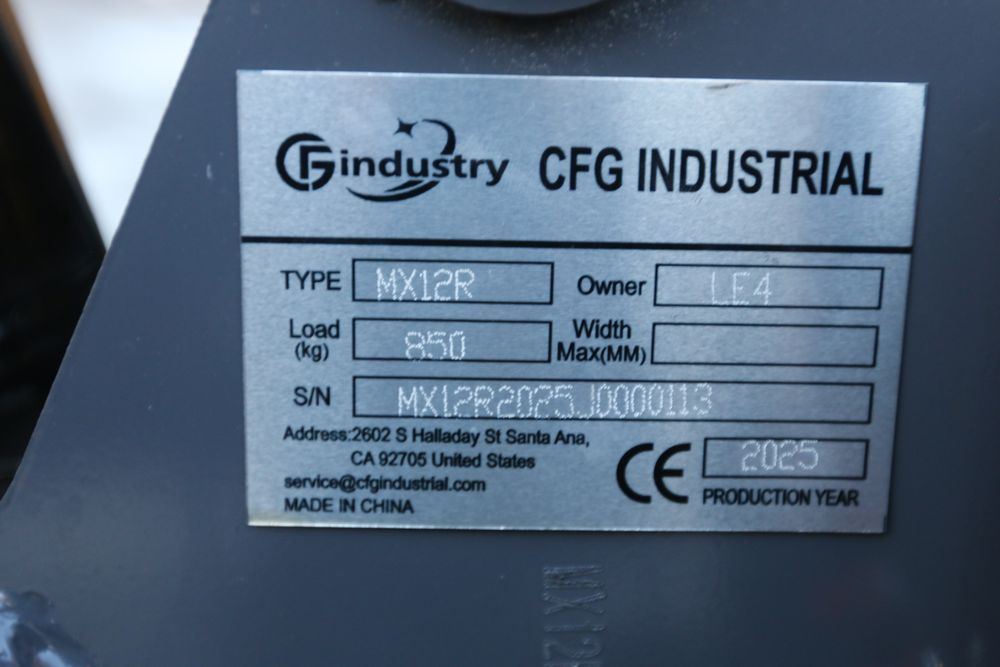 CFGindustry CFG INDUSTRIAL
TYPE MX12R Owner LE4
Load (kg) 850 Width Max(MM)
S/N MX12R2025J0000113
Address:2602 S Halladay St Santa Ana,
CA 92705 United States
service@cfgindustrial.com
MADE IN CHINA
CE 2025
PRODUCTION YEAR
MX12